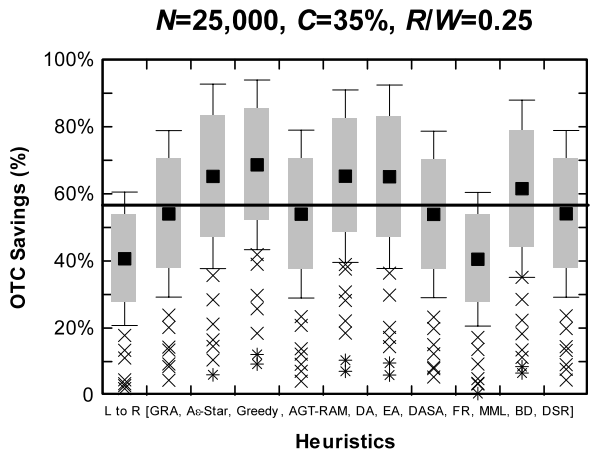 N=25,000, C=35%, R/W=0.25
100%
80%
60%
40%
20%
0
OTC Savings (%)
L to R [GRA, Aε-Star, Greedy, AGT-RAM, DA, EA, DASA, FR, MML, BD, DSR]
Heuristics